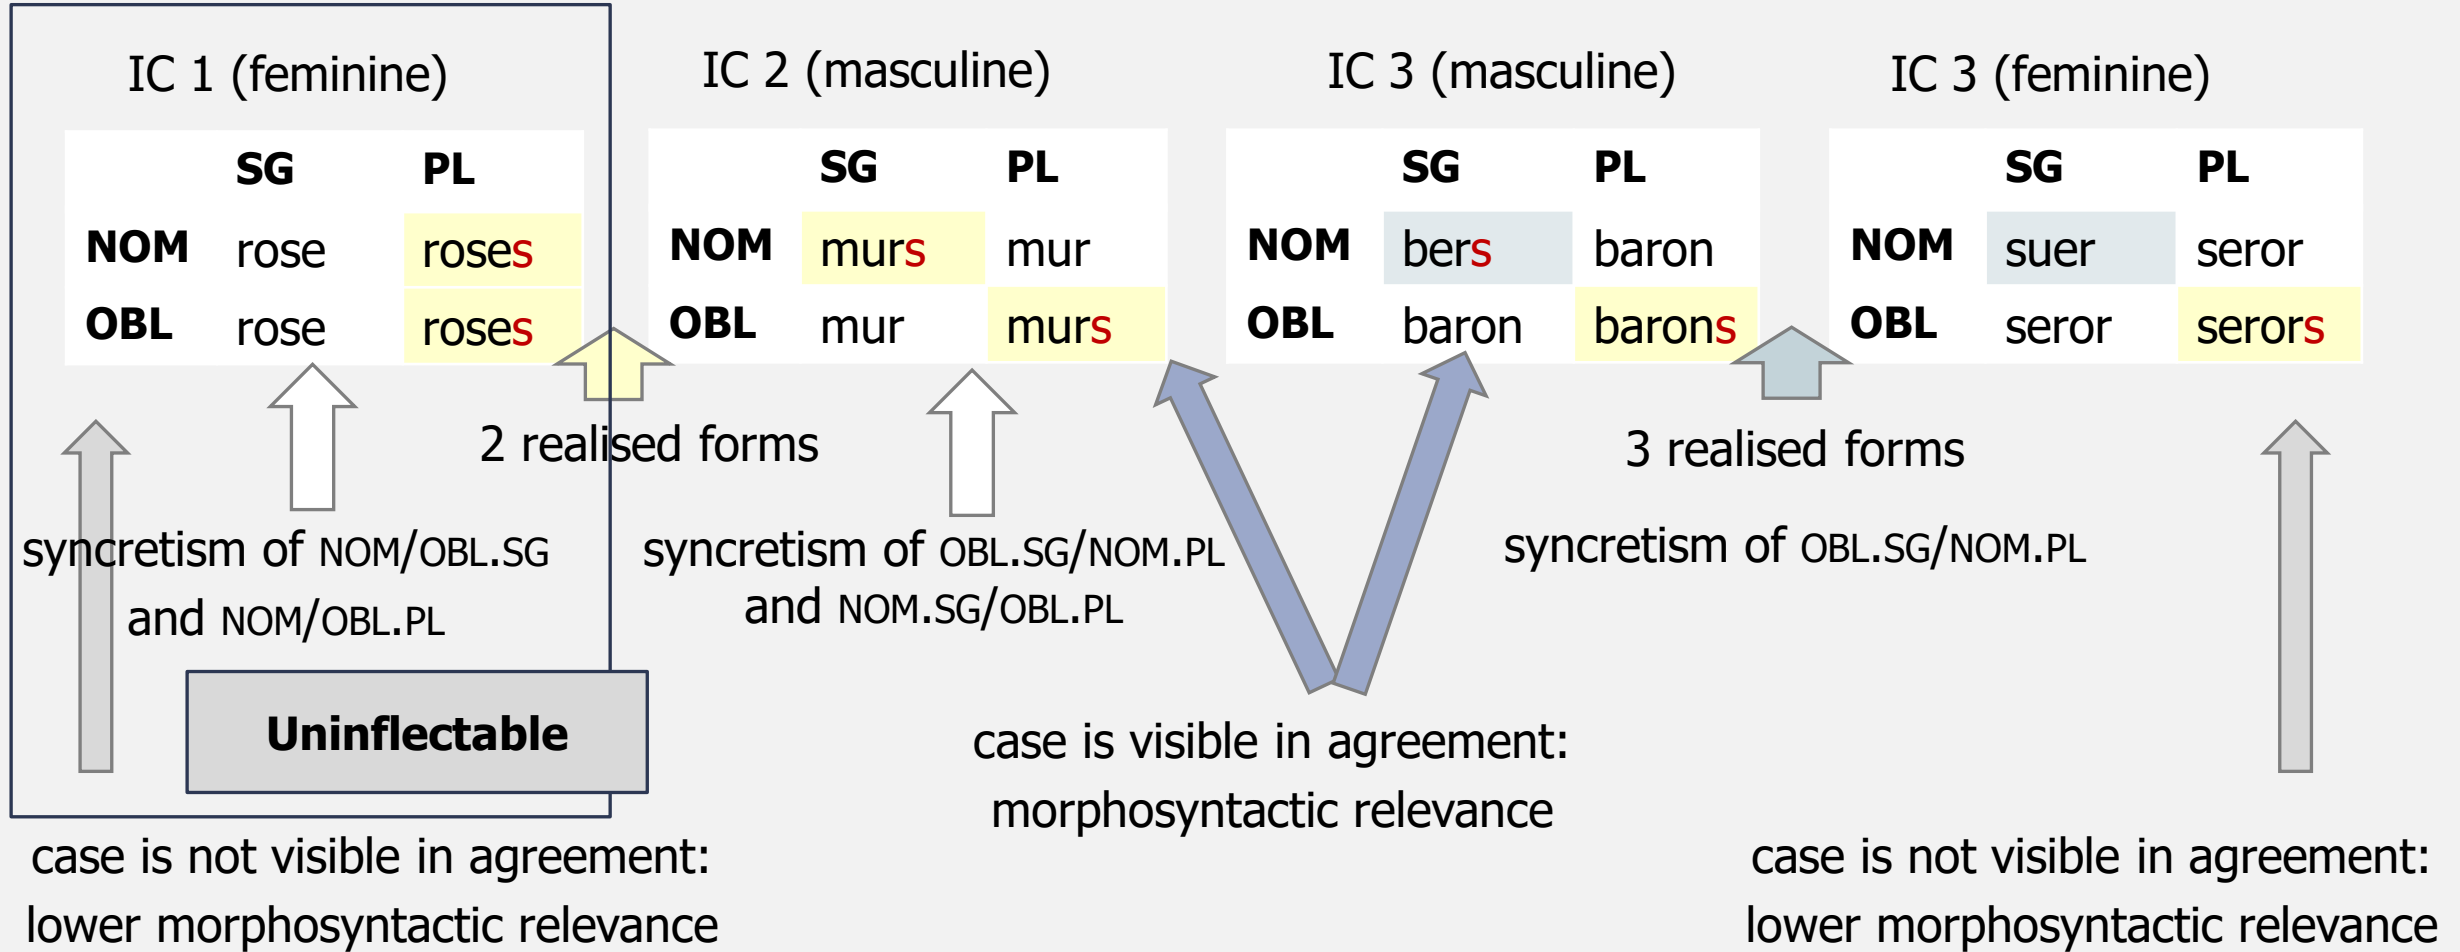 IC 1 (feminine)
SG PL
NOM rose roses
OBL rose roses
IC 2 (masculine)
SG PL
NOM murs mur
OBL mur murs
IC 3 (masculine)
SG PL
NOM bers baron
OBL baron barons
IC 3 (feminine)
SG PL
NOM suer seror
OBL seror serors
2 realised forms
3 realised forms
syncretism of NOM/OBL.SG
and NOM/OBL.PL
syncretism of OBL.SG/NOM.PL
and NOM.SG/OBL.PL
syncretism of OBL.SG/NOM.PL
Uninflectable
case is visible in agreement:
morphosyntactic relevance
case is not visible in agreement:
lower morphosyntactic relevance
case is not visible in agreement:
lower morphosyntactic relevance